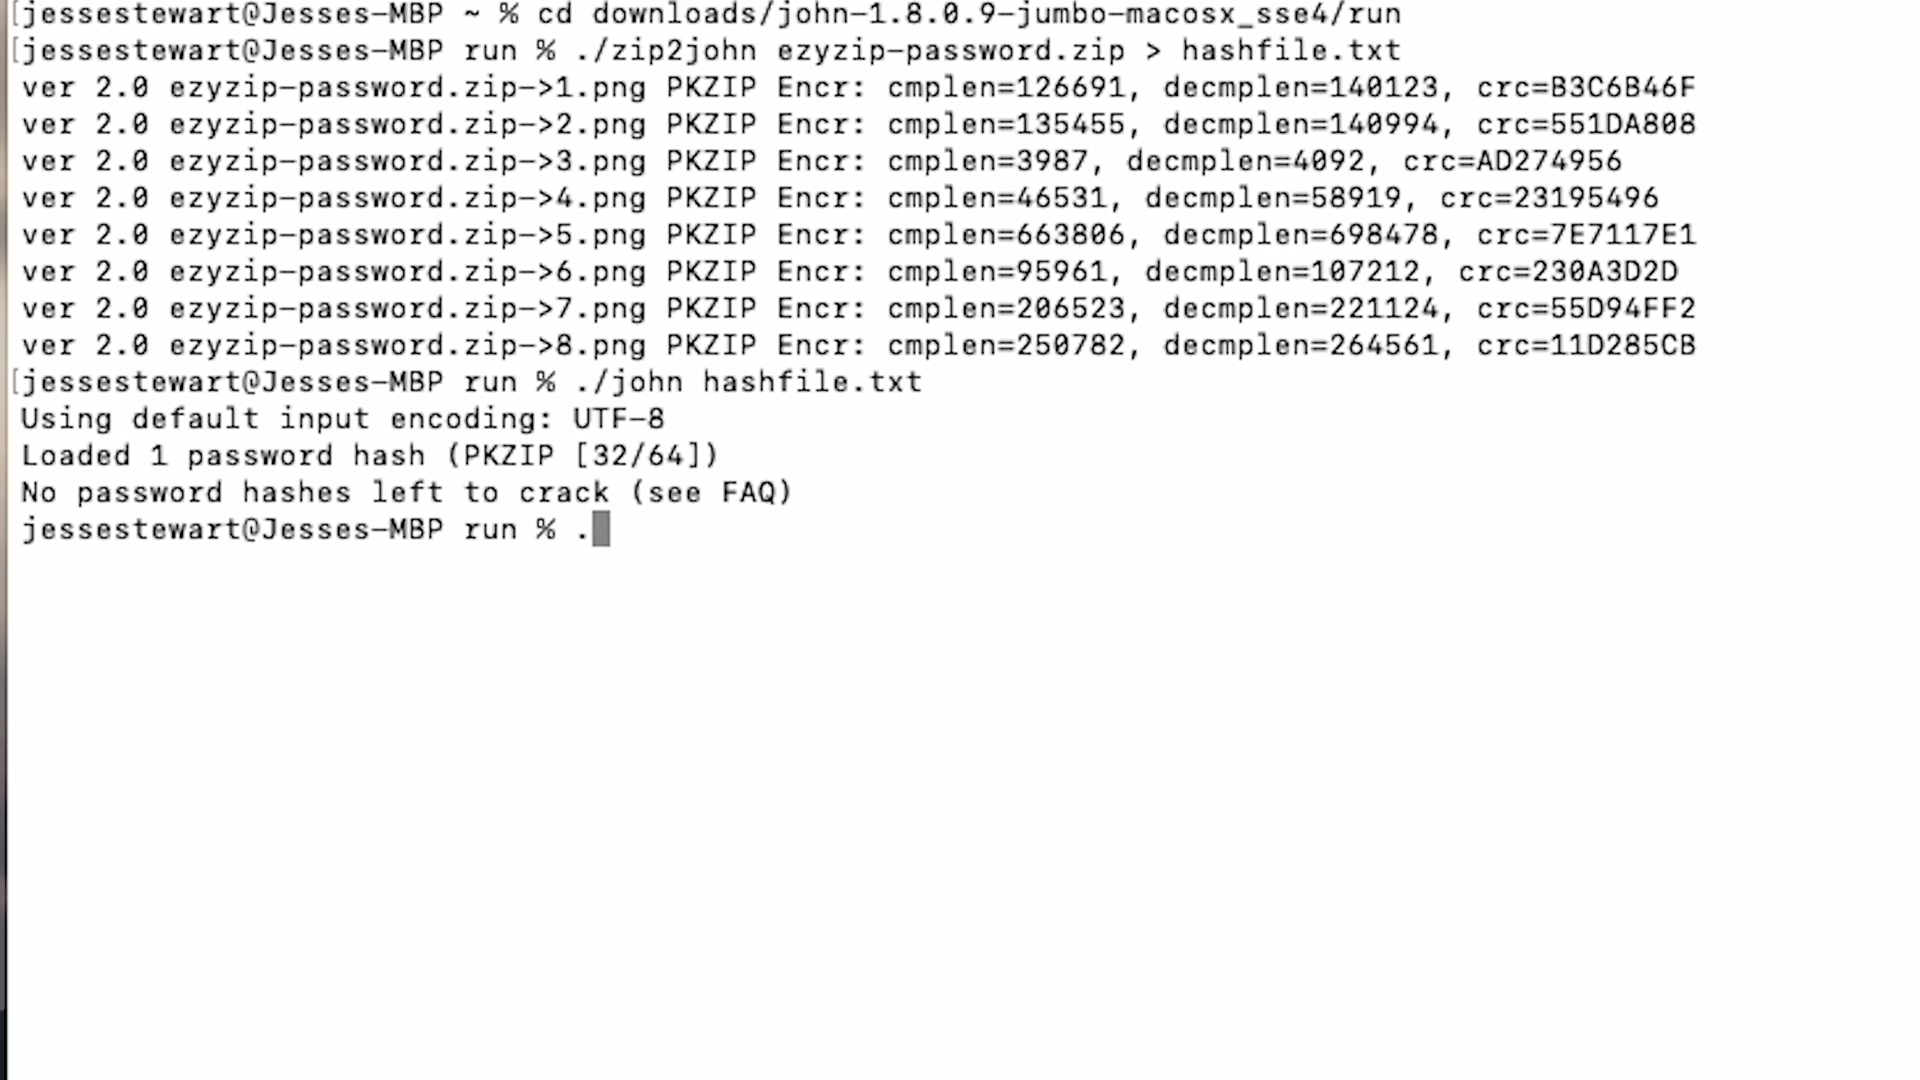 [jessestewart@Jesses-MBP ~ % cd downloads/john-1.8.0.9-jumbo-macosx_sse4/run
[jessestewart@Jesses-MBP run % ./zip2john ezyzip-password.zip > hashfile.txt
ver 2.0 ezyzip-password.zip->1.png PKZIP Encr: cmplen=126691, decmplen=140123, crc=B3C6B46F
ver 2.0 ezyzip-password.zip->2.png PKZIP Encr: cmplen=135455, decmplen=140994, crc=551DA808
ver 2.0 ezyzip-password.zip->3.png PKZIP Encr: cmplen=3987, decmplen=4092, crc=AD274956
ver 2.0 ezyzip-password.zip->4.png PKZIP Encr: cmplen=46531, decmplen=58919, crc=23195496
ver 2.0 ezyzip-password.zip->5.png PKZIP Encr: cmplen=663806, decmplen=698478, crc=7E7117E1
ver 2.0 ezyzip-password.zip->6.png PKZIP Encr: cmplen=95961, decmplen=107212, crc=230A3D2D
ver 2.0 ezyzip-password.zip->7.png PKZIP Encr: cmplen=206523, decmplen=221124, crc=55D94FF2
ver 2.0 ezyzip-password.zip->8.png PKZIP Encr: cmplen=250782, decmplen=264561, crc=11D285CB
[jessestewart@Jesses-MBP run % ./john hashfile.txt
Using default input encoding: UTF-8
Loaded 1 password hash (PKZIP [32/64])
No password hashes left to crack (see FAQ)
jessestewart@Jesses-MBP run % .